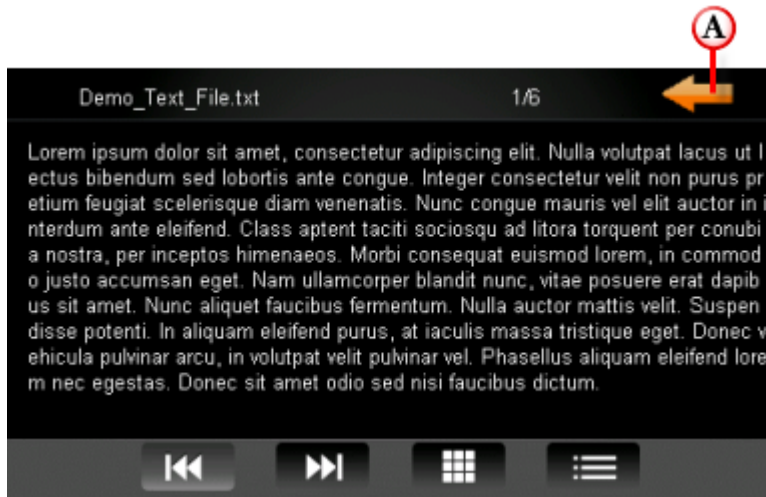 A
Demo_Text_File.txt 1/6
Lorem ipsum dolor sit amet, consectetur adipiscing elit. Nulla volutpat lacus ut l
ectus bibendum sed lobortis ante congue. Integer consectetur velit non purus pr
etium feugiat scelerisque diam venenatis. Nunc congue mauris vel elit auctor in i
nterdum ante eleifend. Class aptent taciti sociosqu ad litora torquent per conubi
a nostra, per inceptos himenaeos. Morbi consequat euismod lorem, in commod
o justo accumsan eget. Nam ullamcorper blandit nunc, vitae posuere erat dapib
us sit amet. Nunc aliquet faucibus fermentum. Nulla auctor mattis velit. Suspen
disse potenti. In aliquam eleifend purus, at iaculis massa tristique eget. Donec v
ehicula pulvinar arcu, in volutpat velit pulvinar vel. Phasellus aliquam eleifend lore
m nec egestas. Donec sit amet odio sed nisi faucibus dictum.